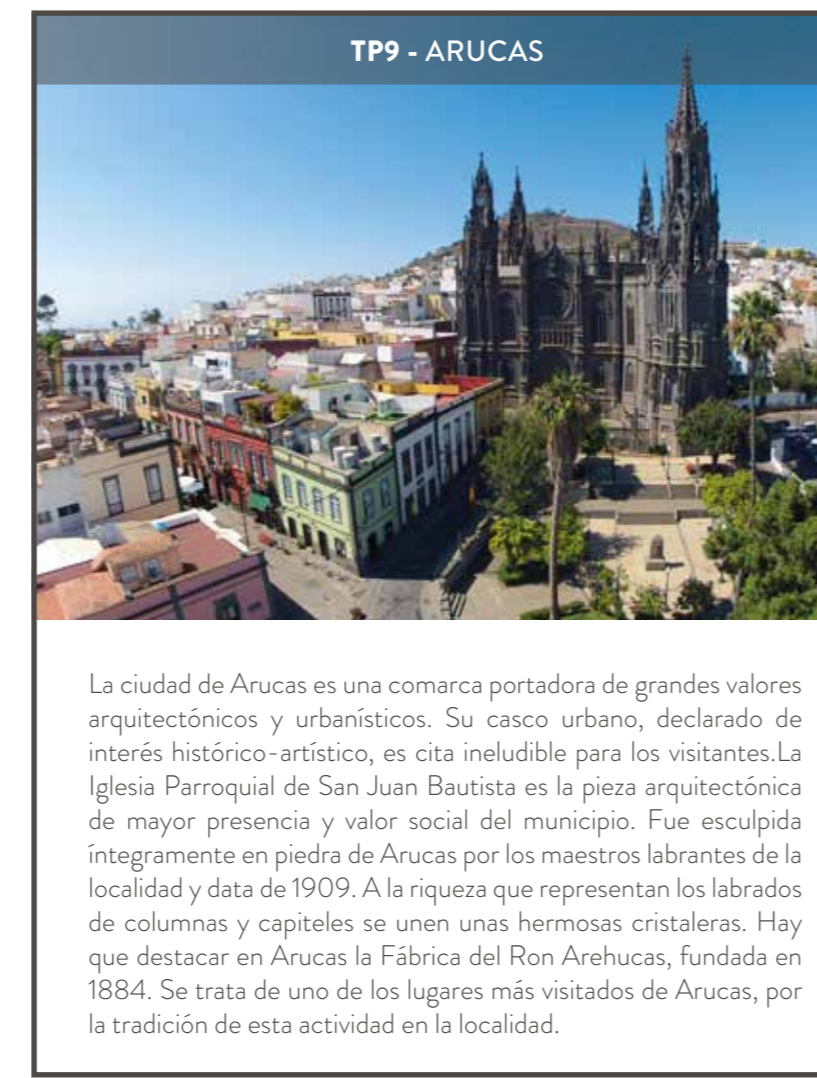 TP9 - ARUCAS
La ciudad de Arucas es una comarca portadora de grandes valores
arquitectónicos y urbanísticos. Su casco urbano, declarado de
interés histórico-artístico, es cita ineludible para los visitantes.La
Iglesia Parroquial de San Juan Bautista es la pieza arquitectónica
de mayor presencia y valor social del municipio. Fue esculpida
íntegramente en piedra de Arucas por los maestros labrantes de la
localidad y data de 1909. A la riqueza que representan los labrados
de columnas y capiteles se unen unas hermosas cristaleras. Hay
que destacar en Arucas la Fábrica del Ron Arehucas, fundada en
1884. Se trata de uno de los lugares más visitados de Arucas, por
la tradición de esta actividad en la localidad.